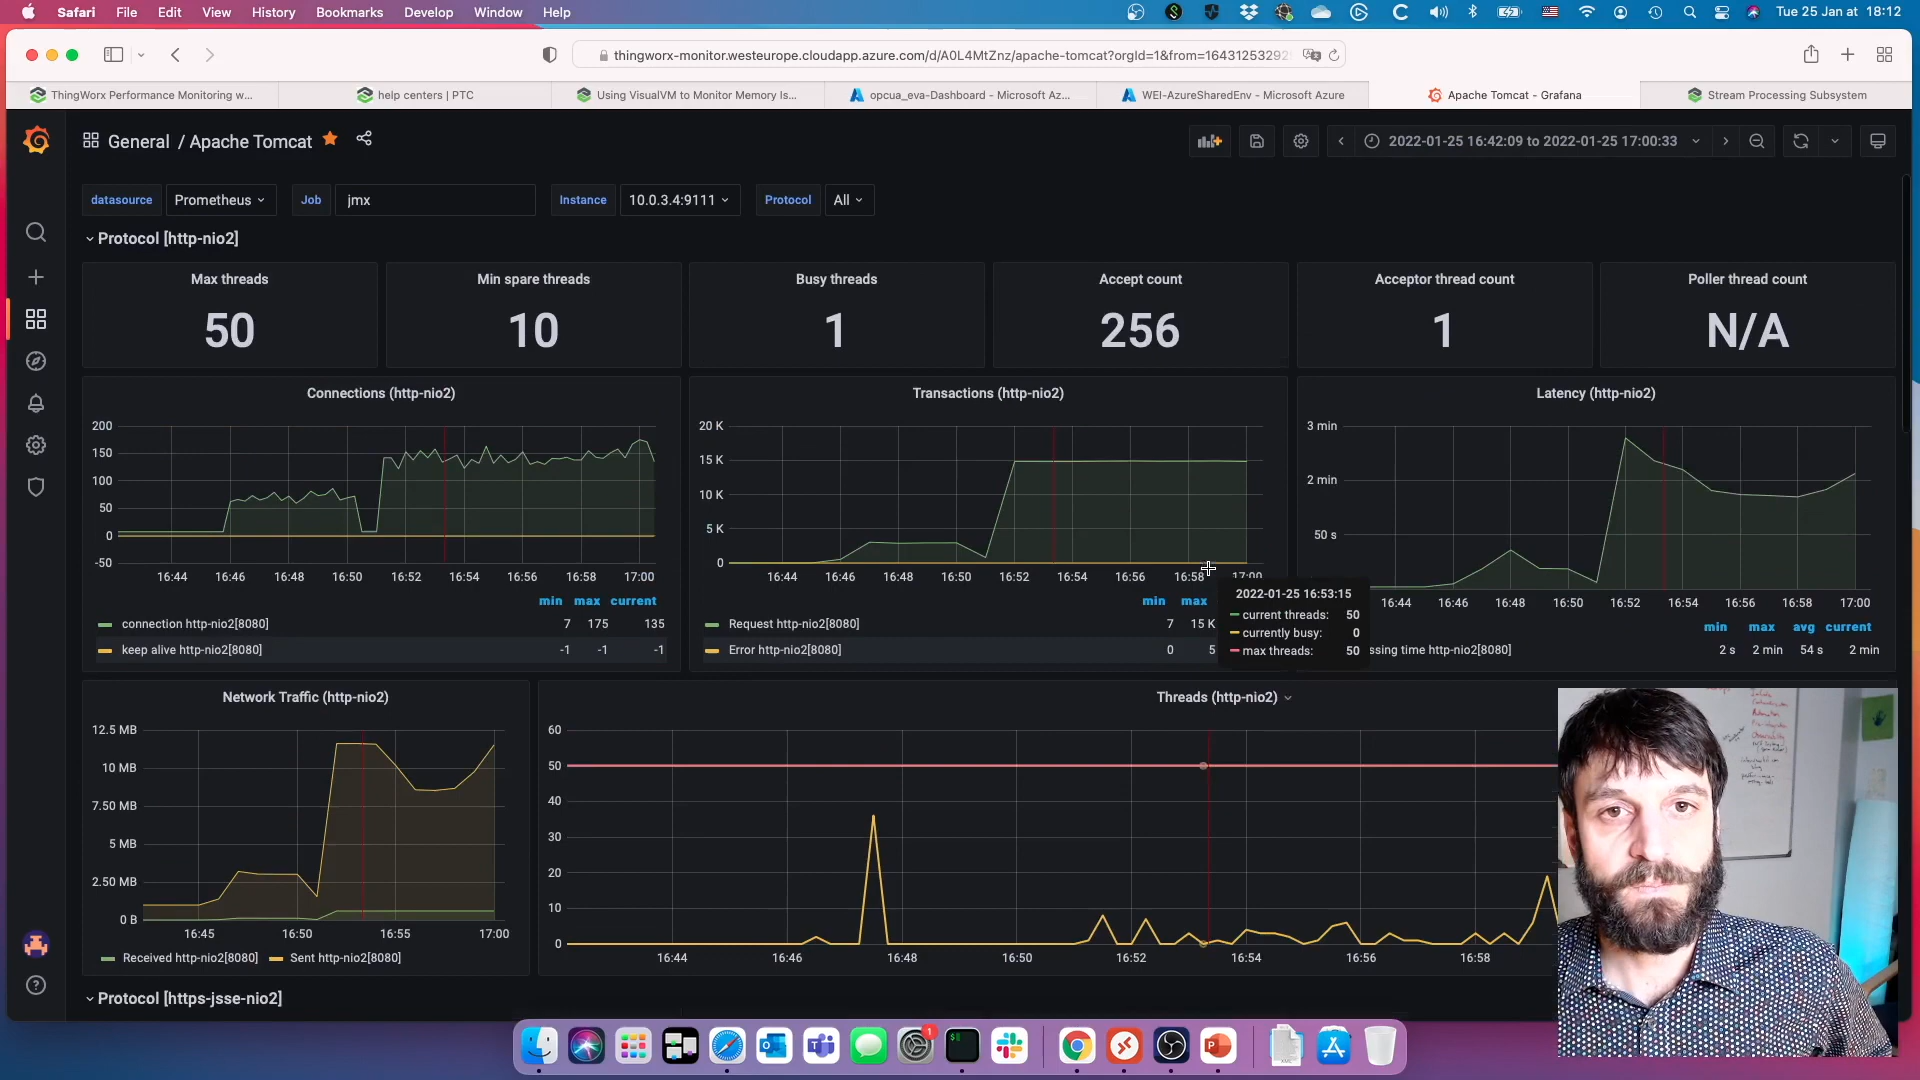 Safari File Edit View History Bookmarks Develop Window Help
Tue 25 Jan at 18:12
thingworx-monitor.westeurope.cloudapp.azure.com/d/A0L4MtZnz/apache-tomcat?orgId=1&from=1643125329
ThingWorx Performance Monitoring w...
help centers | PTC
Using VisualVM to Monitor Memory Is...
opcua_eva-Dashboard - Microsoft Az...
WEI-AzureSharedEnv - Microsoft Azure
Apache Tomcat - Grafana
Stream Processing Subsystem
General / Apache Tomcat
2022-01-25 16:42:09 to 2022-01-25 17:00:33
datasource Prometheus Job jmx Instance 10.0.3.4:9111 Protocol All
Protocol [http-nio2]
Max threads
50
Min spare threads
10
Busy threads
1
Accept count
256
Acceptor thread count
1
Poller thread count
N/A
Connections (http-nio2)
200
150
100
50
0
-50
16:44 16:46 16:48 16:50 16:52 16:54 16:56 16:58 17:00
min max current
connection http-nio2[8080] 7 175 135
keep alive http-nio2[8080] -1 -1 -1
Transactions (http-nio2)
20 K
15 K
10 K
5 K
0
16:44 16:46 16:48 16:50 16:52 16:54 16:56 16:58 17:00
min max
Request http-nio2[8080] 7 15 K
Error http-nio2[8080] 0 5
2022-01-25 16:53:15
current threads: 50
currently busy: 0
max threads: 50
Latency (http-nio2)
3 min
2 min
50 s
16:44 16:46 16:48 16:50 16:52 16:54 16:56 16:58 17:00
min max avg current
ssing time http-nio2[8080] 2 s 2 min 54 s 2 min
Network Traffic (http-nio2)
12.5 MB
10 MB
7.50 MB
5 MB
2.50 MB
0 B
16:45 16:50 16:55 17:00
Received http-nio2[8080] Sent http-nio2[8080]
Threads (http-nio2)
60
50
40
30
20
10
0
16:44 16:46 16:48 16:50 16:52 16:54 16:56 16:58
Protocol [https-jsse-nio2]
1